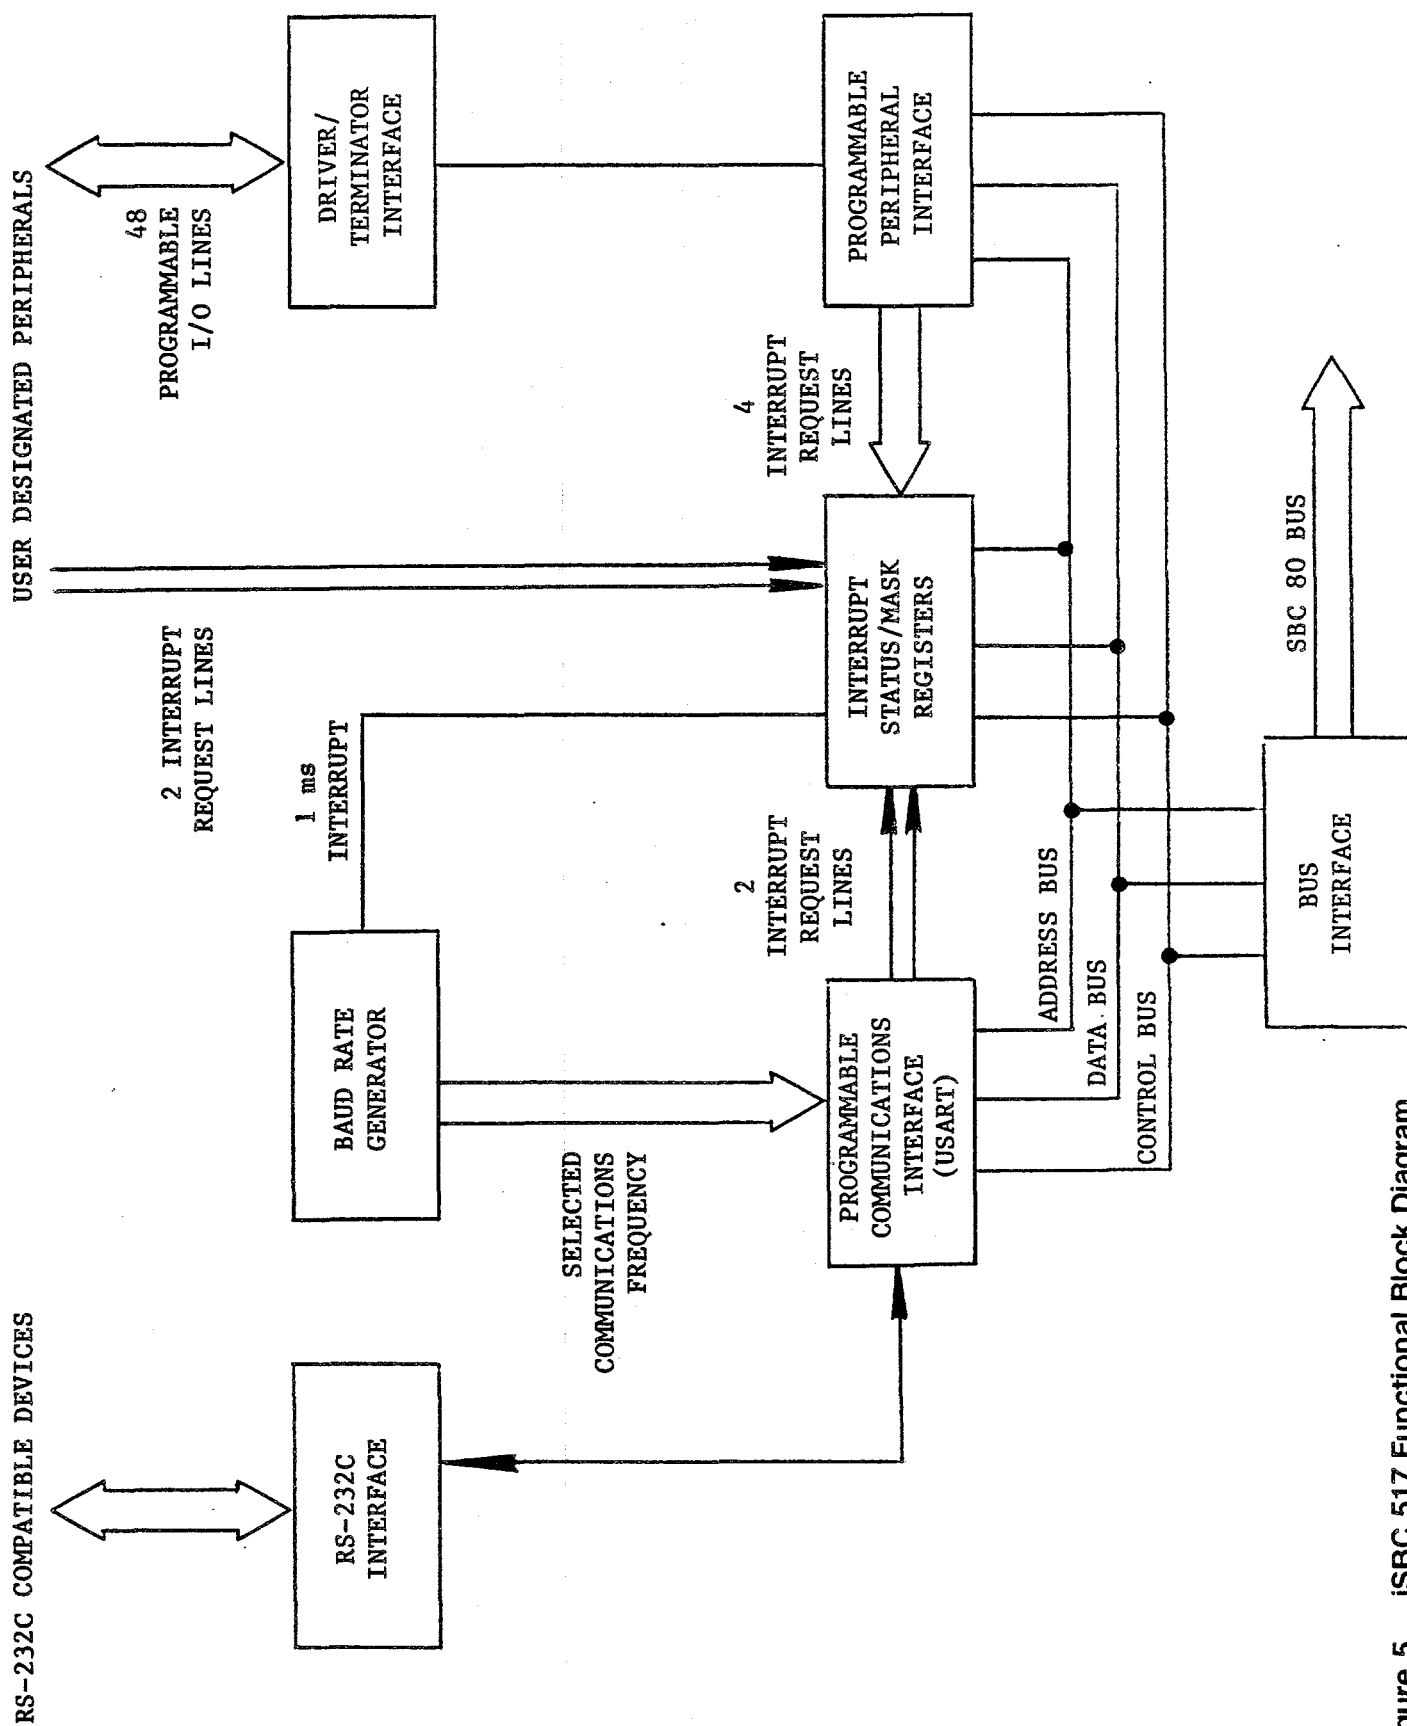 RS-232C COMPATIBLE DEVICES
USER DESIGNATED PERIPHERALS
2 INTERRUPT
REQUEST LINES
48
PROGRAMMABLE
I/O LINES
RS-232C
INTERFACE
BAUD RATE
GENERATOR
1 ms
INTERRUPT
DRIVER/
TERMINATOR
INTERFACE
SELECTED
COMMUNICATIONS
FREQUENCY
2
INTERRUPT
REQUEST
LINES
4
INTERRUPT
REQUEST
LINES
PROGRAMMABLE
COMMUNICATIONS
INTERFACE
(USART)
INTERRUPT
STATUS/MASK
REGISTERS
PROGRAMMABLE
PERIPHERAL
INTERFACE
ADDRESS BUS
DATA BUS
CONTROL BUS
BUS
INTERFACE
SBC 80 BUS
gure 5 iSBC 517 Functional Block Diagram